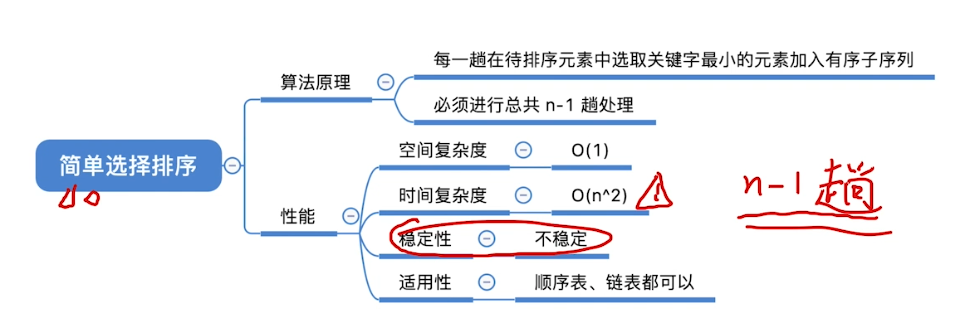 每一趟在待排序元素中选取关键字最小的元素加入有序子序列
算法原理
必须进行总共 n-1 趟处理
简单选择排序
空间复杂度 O(1)
时间复杂度 O(n^2)
n-1 趟
性能
稳定性 不稳定
适用性 顺序表、链表都可以